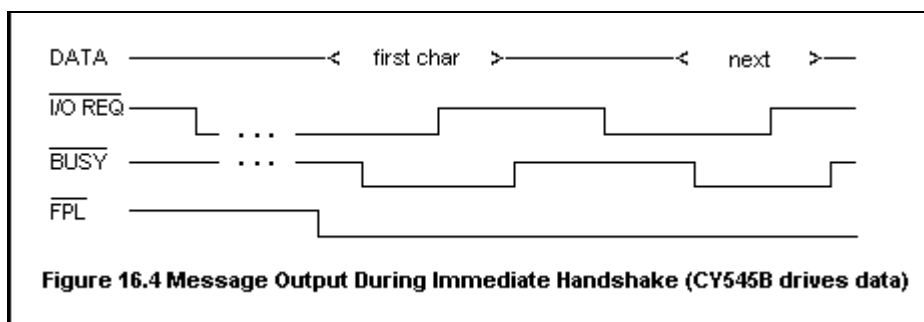 DATA < first char > < next >
I/O REQ ...
BUSY ...
FPL
Figure 16.4 Message Output During Immediate Handshake (CY545B drives data)